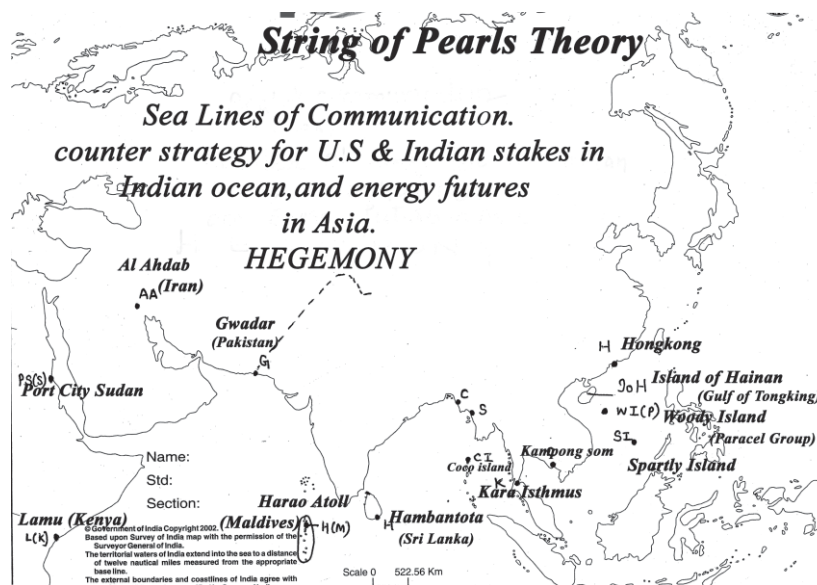 String of Pearls Theory
Sea Lines of Communication.
counter strategy for U.S & Indian stakes in
Indian ocean,and energy futures
in Asia.
HEGEMONY
Al Ahdab
(Iran)
AA
Gwadar
(Pakistan)
G
H Hongkong
PS(S)
Port City Sudan
IOH Island of Hainan
(Gulf of Tongking)
C
S
WI(P) Woody Island
(Paracel Group)
SI
Spartly Island
Kampong som
CI
Coco island
K
Kara Isthmus
Name:
Std:
Section:
Harao Atoll
(Maldives)
H(M)
H
Hambantota
(Sri Lanka)
Lamu (Kenya)
L(K)
© Government of India Copyright 2002.
Based upon Survey of India map with the permission of the
Surveyor General of India.
The territorial waters of India extend into the sea to a distance
of twelve nautical miles measured from the appropriate
base line.
The external boundaries and coastlines of India agree with
Scale 0 522.56 Km